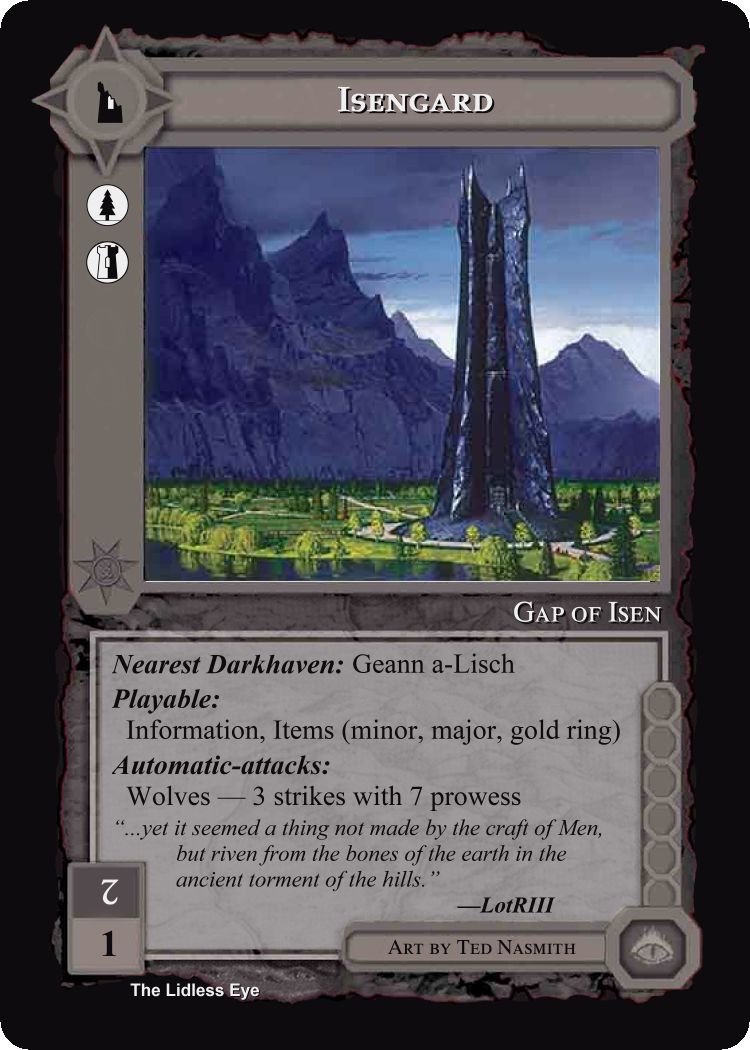 Isengard
Gap of Isen
Nearest Darkhaven: Geann a-Lisch
Playable:
Information, Items (minor, major, gold ring)
Automatic-attacks:
Wolves — 3 strikes with 7 prowess
“...yet it seemed a thing not made by the craft of Men,
but riven from the bones of the earth in the
ancient torment of the hills.”
—LotRIII
2
1
Art by Ted Nasmith
The Lidless Eye